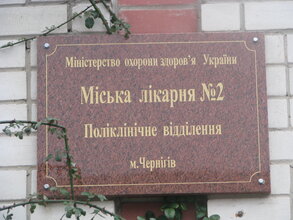 Міністерство охорони здоров'я України
Міська лікарня №2
Поліклінічне відділення
м.Чернігів